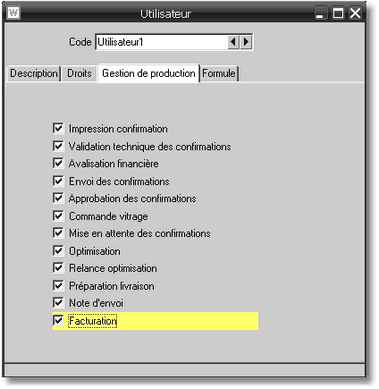 Utilisateur
Code Utilisateur1
Description Droits Gestion de production Formule
Impression confirmation
Validation technique des confirmations
Avalisation financière
Envoi des confirmations
Approbation des confirmations
Commande vitrage
Mise en attente des confirmations
Optimisation
Relance optimisation
Préparation livraison
Note d'envoi
Facturation